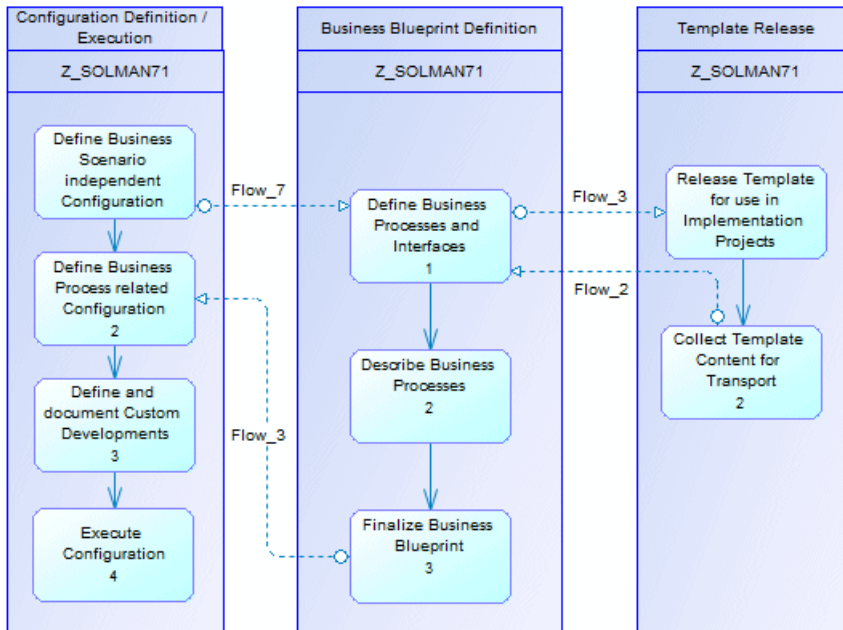 Configuration Definition /
Execution
Business Blueprint Definition
Template Release
Z_SOLMAN71
Z_SOLMAN71
Z_SOLMAN71
Define Business
Scenario
independent
Configuration
Flow_7
Define Business
Processes and
Interfaces
1
Flow_3
Release Template
for use in
Implementation
Projects
Define Business
Process related
Configuration
2
Flow_2
Collect Template
Content for
Transport
2
Describe Business
Processes
2
Define and
document Custom
Developments
3
Flow_3
Execute
Configuration
4
Finalize Business
Blueprint
3